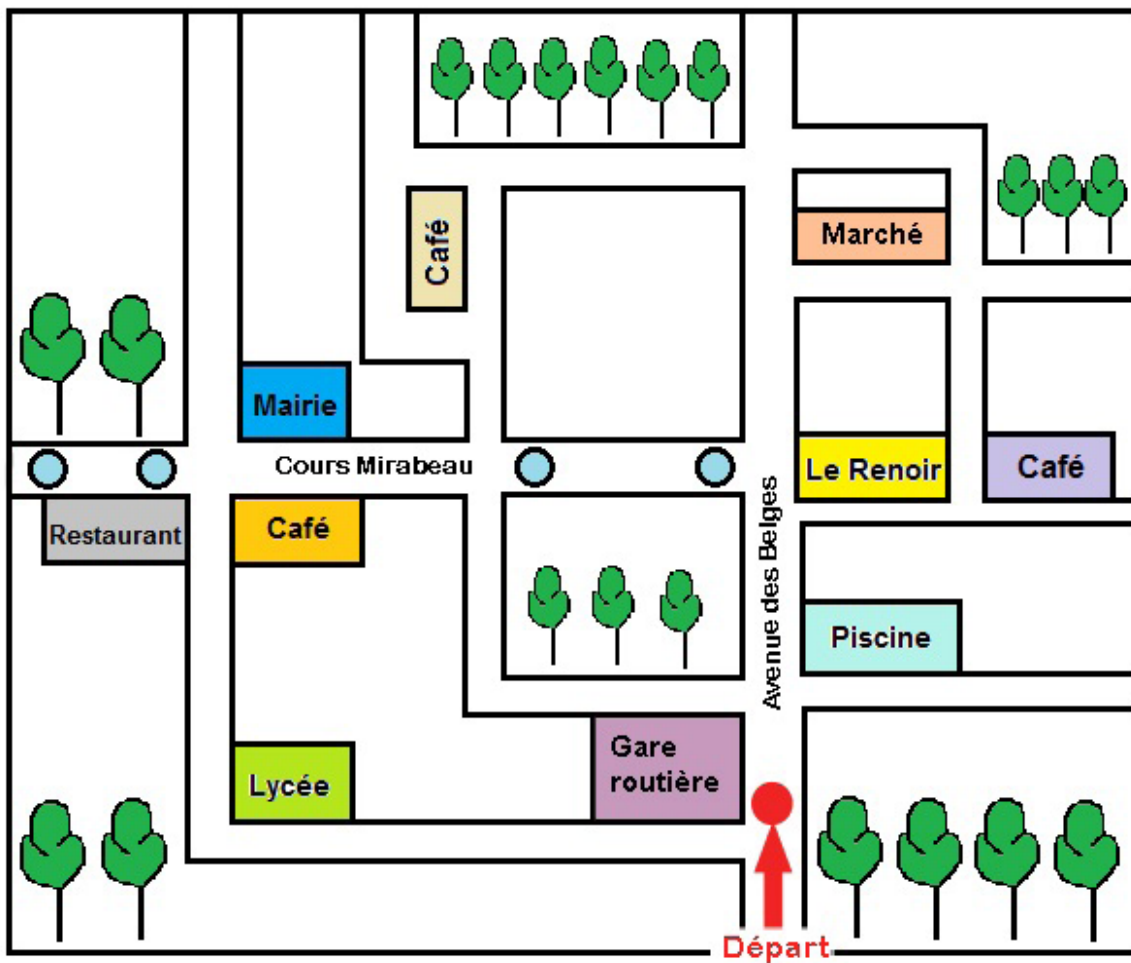 Marché
Café
Mairie
Cours Mirabeau
Le Renoir
Café
Restaurant
Café
Avenue des Belges
Piscine
Gare
routière
Lycée
Départ